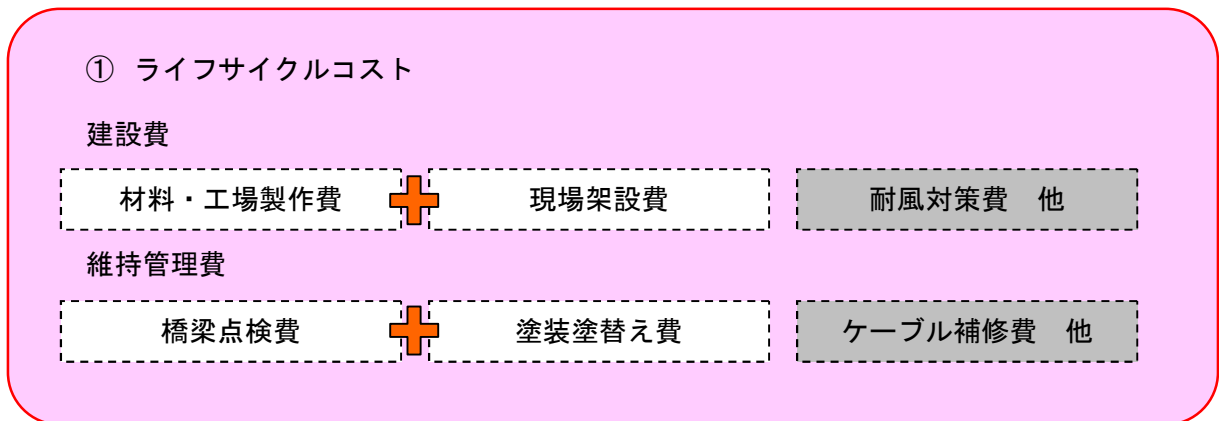 ① ライフサイクルコスト
建設費
材料・工場製作費 現場架設費 耐風対策費　他
維持管理費
橋梁点検費 塗装塗替え費 ケーブル補修費　他